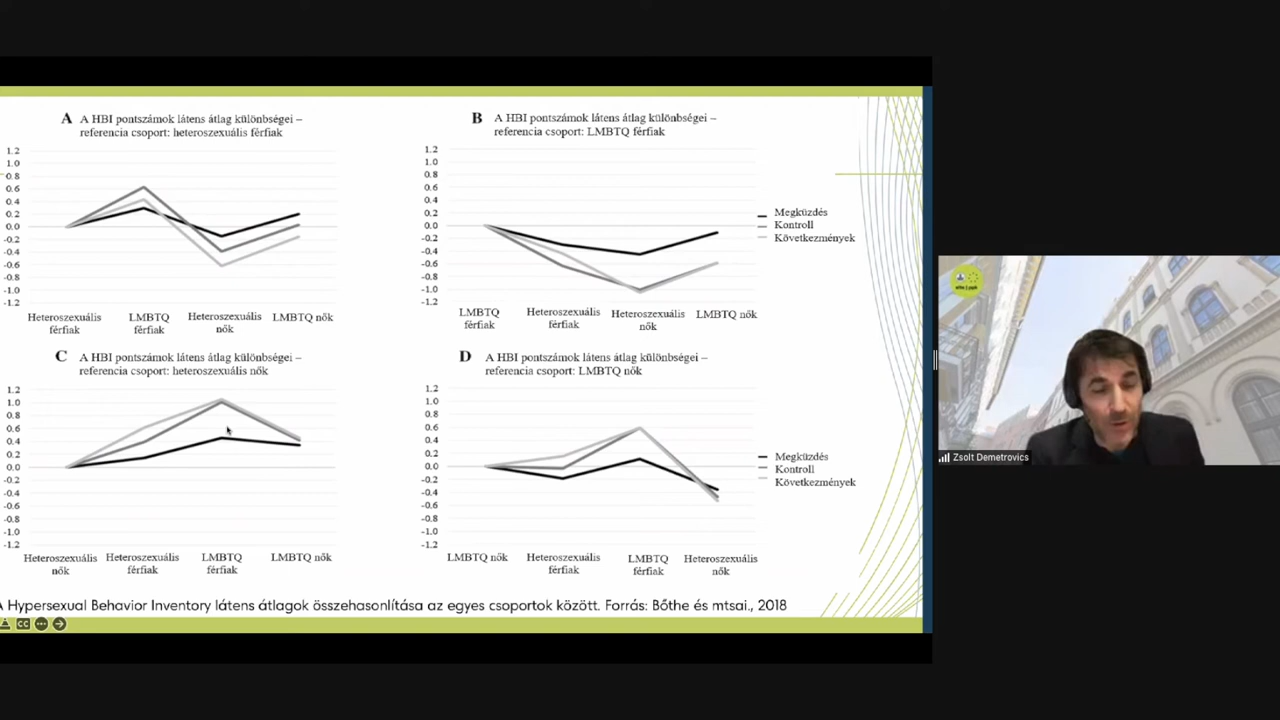 A A HBI pontszámok látens átlag különbségei –
referencia csoport: heteroszexuális férfiak
1.2
1.0
0.8
0.6
0.4
0.2
0.0
-0.2
-0.4
-0.6
-0.8
-1.0
-1.2
Heteroszexuális
férfiak
LMBTQ
férfiak
Heteroszexuális
nők
LMBTQ nők
B A HBI pontszámok látens átlag különbségei –
referencia csoport: LMBTQ férfiak
1.2
1.0
0.8
0.6
0.4
0.2
0.0
-0.2
-0.4
-0.6
-0.8
-1.0
-1.2
LMBTQ
férfiak
Heteroszexuális
férfiak
Heteroszexuális
nők
LMBTQ nők
Megküzdés
Kontroll
Következmények
C A HBI pontszámok látens átlag különbségei –
referencia csoport: heteroszexuális nők
1.2
1.0
0.8
0.6
0.4
0.2
0.0
-0.2
-0.4
-0.6
-0.8
-1.0
-1.2
Heteroszexuális
nők
Heteroszexuális
férfiak
LMBTQ
férfiak
LMBTQ nők
D A HBI pontszámok látens átlag különbségei –
referencia csoport: LMBTQ nők
1.2
1.0
0.8
0.6
0.4
0.2
0.0
-0.2
-0.4
-0.6
-0.8
-1.0
-1.2
LMBTQ nők
Heteroszexuális
férfiak
LMBTQ
férfiak
Heteroszexuális
nők
Megküzdés
Kontroll
Következmények
A Hypersexual Behavior Inventory látens átlagok összehasonlítása az egyes csoportok között. Forrás: Bőthe és mtsai., 2018
CC
Zsolt Demetrovics